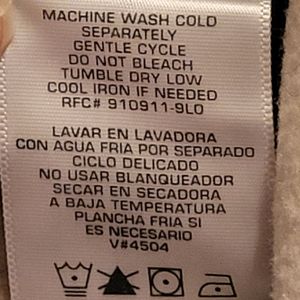 MACHINE WASH COLD
SEPARATELY
GENTLE CYCLE
DO NOT BLEACH
TUMBLE DRY LOW
COOL IRON IF NEEDED
RFC# 910911-9L0
LAVAR EN LAVADORA
CON AGUA FRIA POR SEPARADO
CICLO DELICADO
NO USAR BLANQUEADOR
SECAR EN SECADORA
A BAJA TEMPERATURA
PLANCHA FRIA SI
ES NECESARIO
V#4504